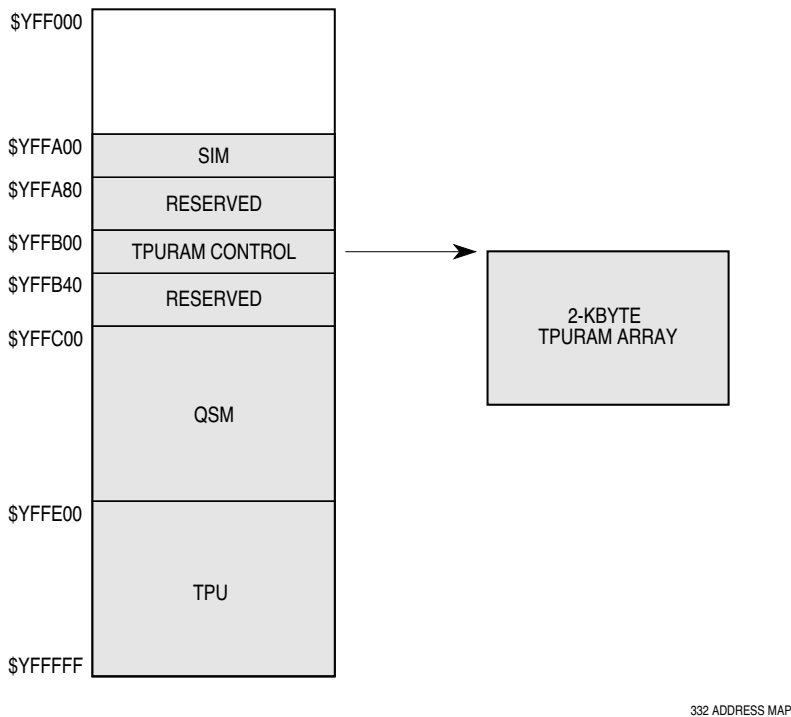 $YFF000
$YFFA00
SIM
$YFFA80
RESERVED
$YFFB00
TPURAM CONTROL
$YFFB40
RESERVED
2-KBYTE
TPURAM ARRAY
$YFFC00
QSM
$YFFE00
TPU
$YFFFFF
332 ADDRESS MAP